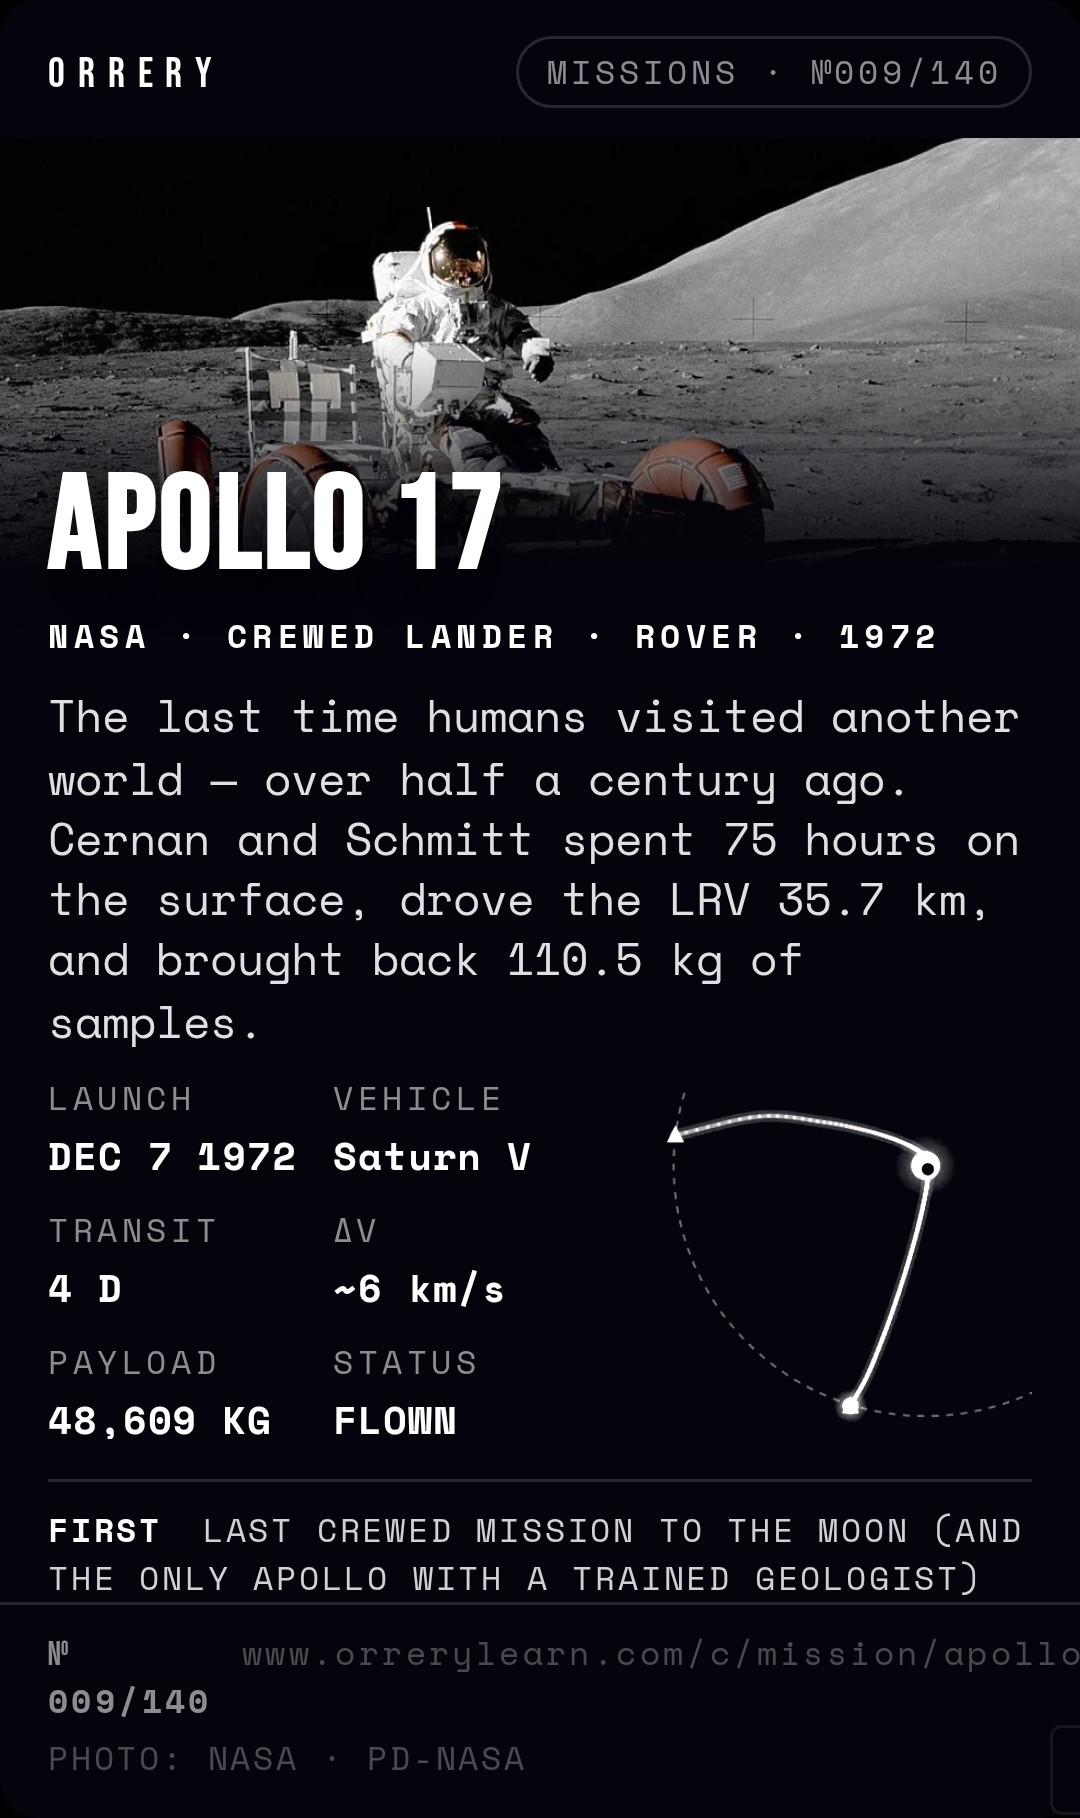 ORRERY
MISSIONS · №009/140
APOLLO 17
NASA · CREWED LANDER · ROVER · 1972
The last time humans visited another
world — over half a century ago.
Cernan and Schmitt spent 75 hours on
the surface, drove the LRV 35.7 km,
and brought back 110.5 kg of
samples.
LAUNCH VEHICLE
DEC 7 1972 Saturn V
TRANSIT ΔV
4 D ~6 km/s
PAYLOAD STATUS
48,609 KG FLOWN
FIRST LAST CREWED MISSION TO THE MOON (AND
THE ONLY APOLLO WITH A TRAINED GEOLOGIST)
№ www.orrerylearn.com/c/mission/apollo
009/140
PHOTO: NASA · PD-NASA